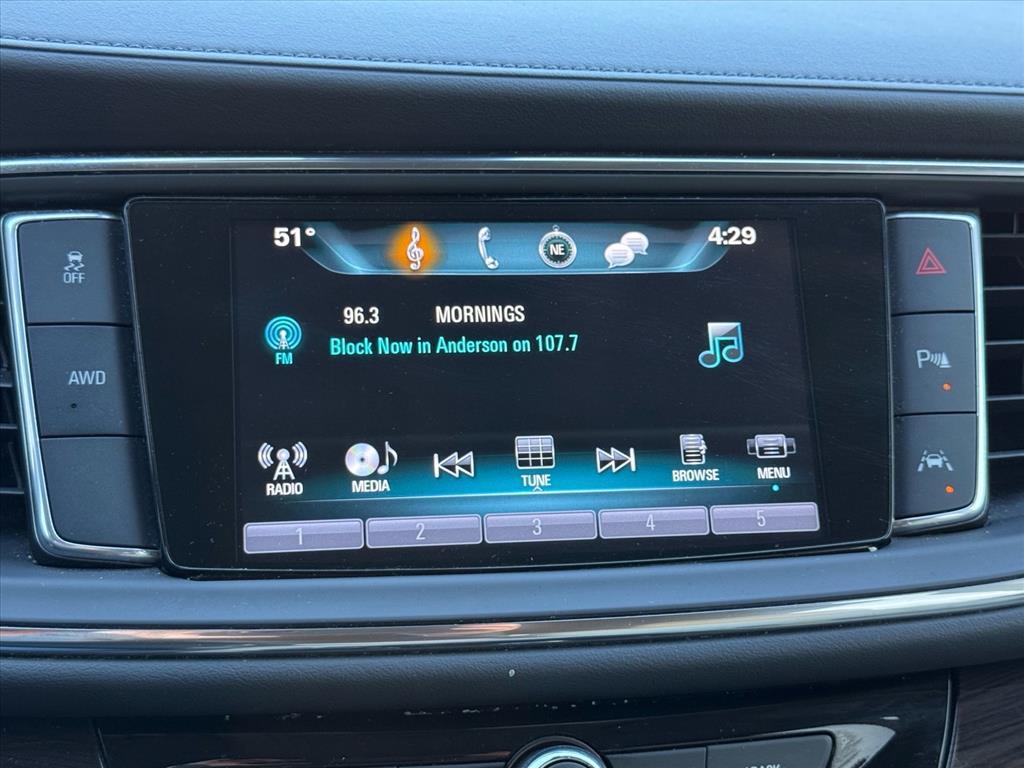 51° NE 4:29
OFF
96.3 MORNINGS
FM Block Now in Anderson on 107.7
AWD
P
RADIO MEDIA TUNE BROWSE MENU
1 2 3 4 5